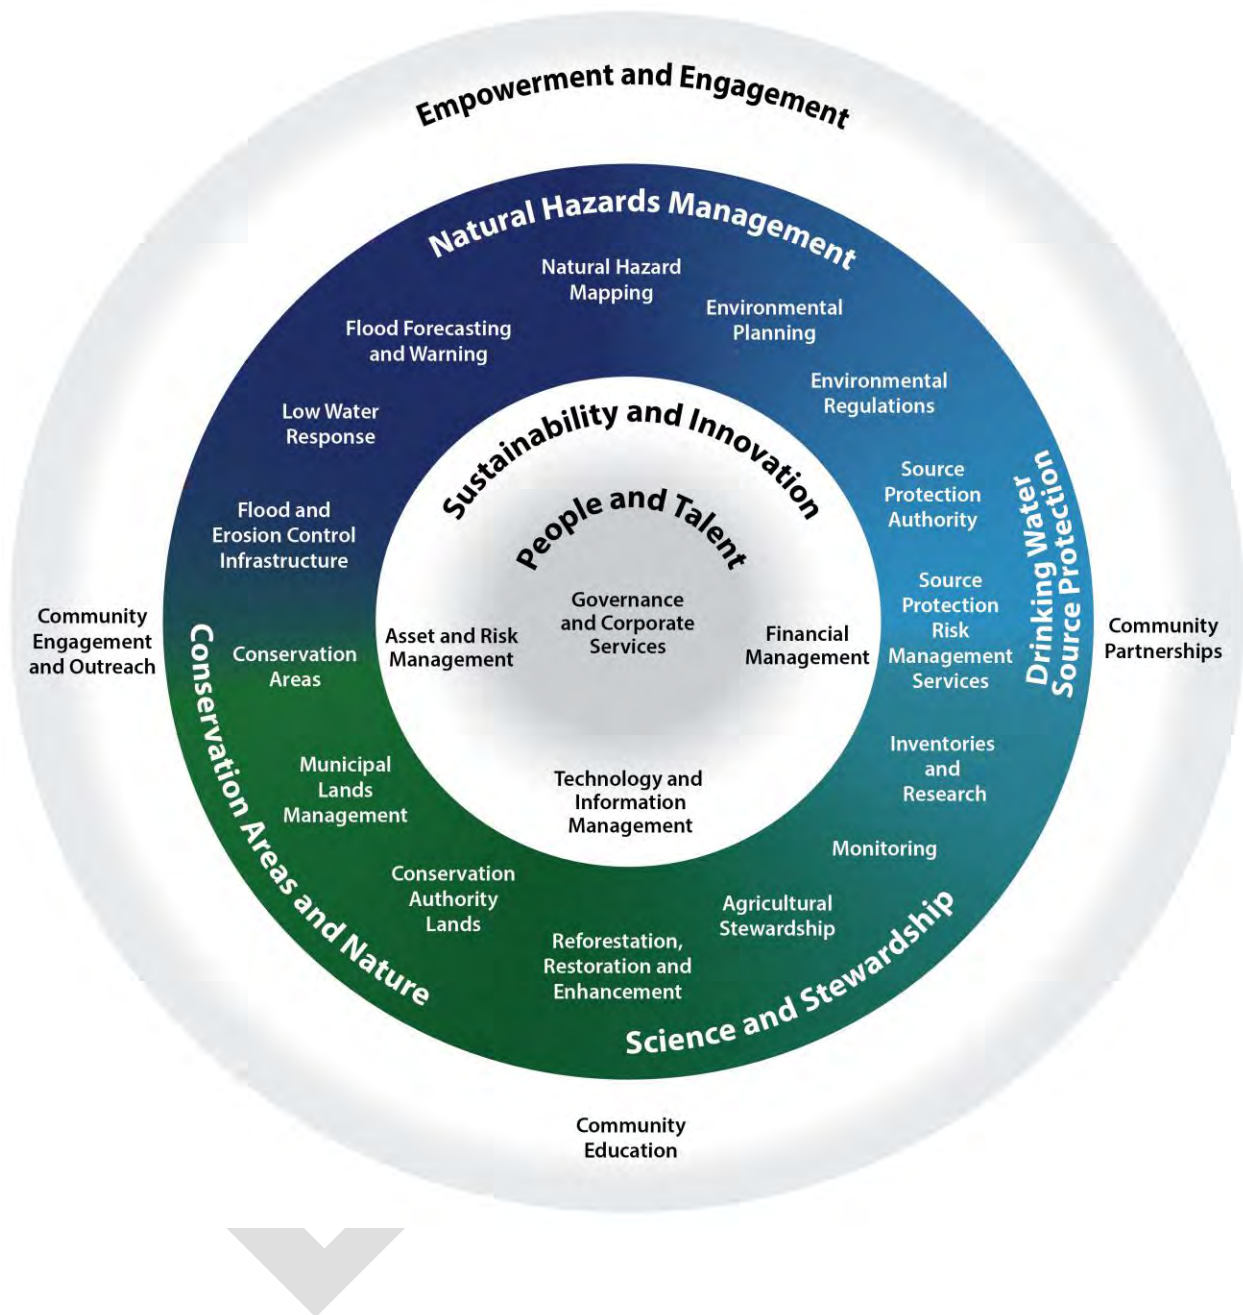 Empowerment and Engagement
Natural Hazards Management
Natural Hazard
Mapping
Environmental
Planning
Flood Forecasting
and Warning
Environmental
Regulations
Low Water
Response
Source
Protection
Authority
Flood and
Erosion Control
Infrastructure
Drinking Water
Source Protection
Source
Protection
Risk
Management
Services
Sustainability and Innovation
People and Talent
Governance
and Corporate
Services
Asset and Risk
Management
Financial
Management
Technology and
Information
Management
Community
Engagement
and Outreach
Community
Partnerships
Conservation Areas and Nature
Conservation
Areas
Municipal
Lands
Management
Conservation
Authority
Lands
Inventories
and
Research
Monitoring
Agricultural
Stewardship
Reforestation,
Restoration and
Enhancement
Science and Stewardship
Community
Education